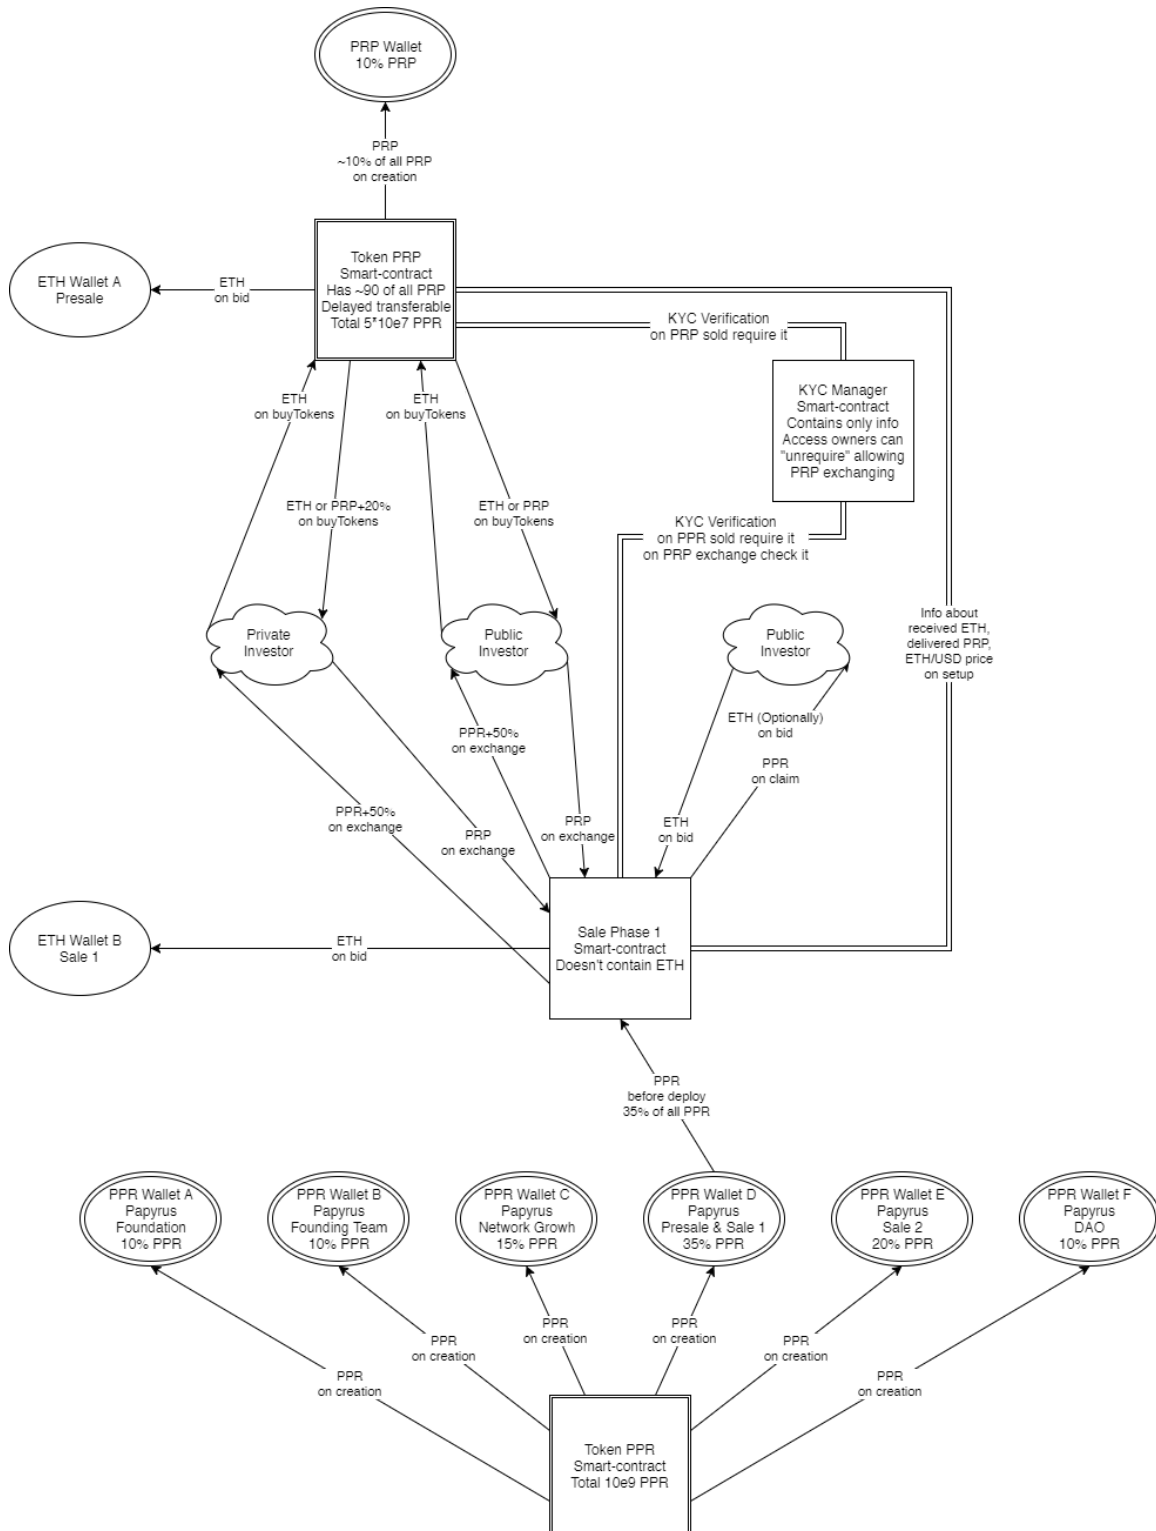 PRP Wallet
10% PRP
PRP
~10% of all PRP
on creation
ETH Wallet A
Presale
ETH
on bid
Token PRP
Smart-contract
Has ~90 of all PRP
Delayed transferable
Total 5*10e7 PPR
KYC Verification
on PRP sold require it
KYC Manager
Smart-contract
Contains only info
Access owners can
"unrequire" allowing
PRP exchanging
ETH
on buyTokens
ETH
on buyTokens
ETH or PRP+20%
on buyTokens
ETH or PRP
on buyTokens
KYC Verification
on PPR sold require it
on PRP exchange check it
Private
Investor
Public
Investor
Public
Investor
Info about
received ETH,
delivered PRP,
ETH/USD price
on setup
PPR+50%
on exchange
ETH (Optionally)
on bid
PPR
on claim
PPR+50%
on exchange
PRP
on exchange
PRP
on exchange
ETH
on bid
ETH Wallet B
Sale 1
ETH
on bid
Sale Phase 1
Smart-contract
Doesn't contain ETH
PPR
before deploy
35% of all PPR
PPR Wallet A
Papyrus
Foundation
10% PPR
PPR Wallet B
Papyrus
Founding Team
10% PPR
PPR Wallet C
Papyrus
Network Growh
15% PPR
PPR Wallet D
Papyrus
Presale & Sale 1
35% PPR
PPR Wallet E
Papyrus
Sale 2
20% PPR
PPR Wallet F
Papyrus
DAO
10% PPR
PPR
on creation
PPR
on creation
PPR
on creation
PPR
on creation
PPR
on creation
PPR
on creation
Token PPR
Smart-contract
Total 10e9 PPR